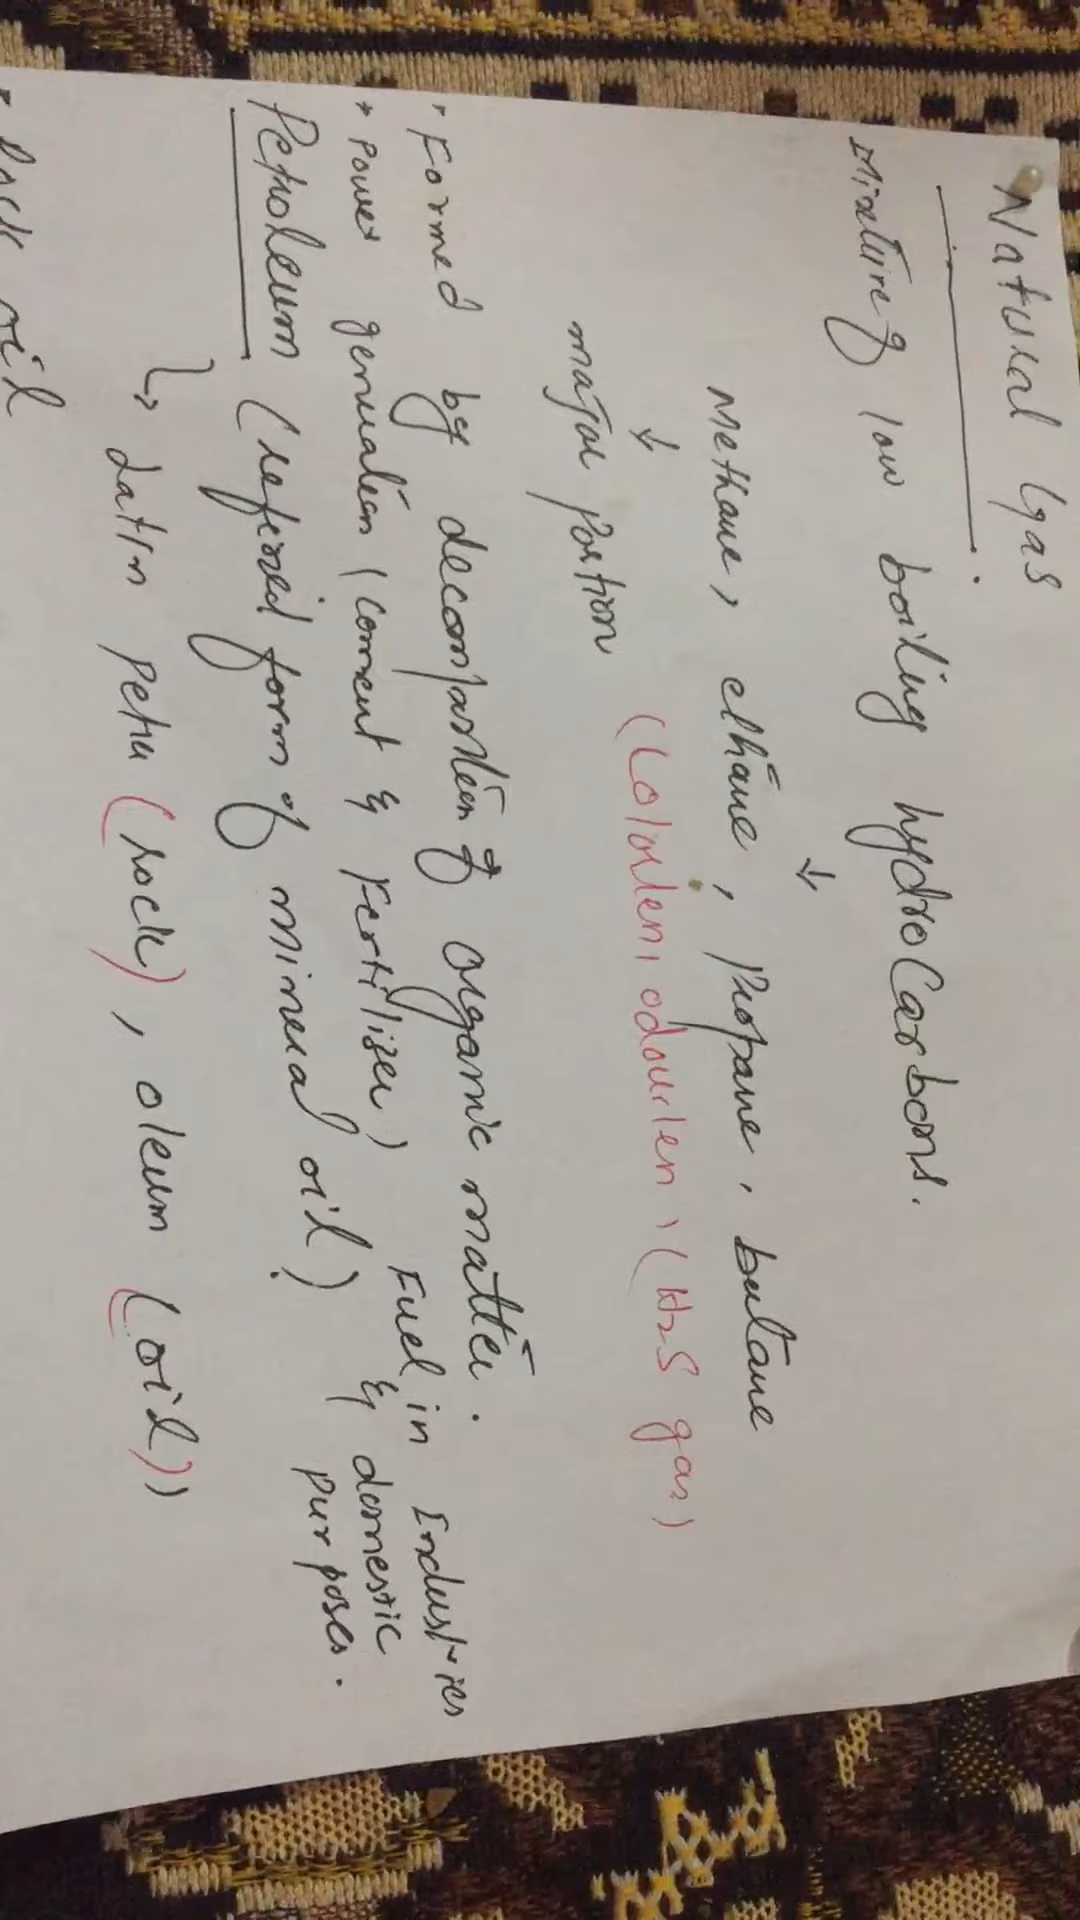 Natural Gas
Mixture of low boiling hydrocarbons.
↓
Methane, ethane, Propane, butane
↓
major portion
(Colorless, odourless, (H₂S gas)
• Formed by decomposition of organic matter.
* Power generation (cement & Fertilizer) Fuel in Industries & domestic purposes.
Petroleum (refined form of mineral oil)
↳ Latin petra (rock), oleum (oil))
oil